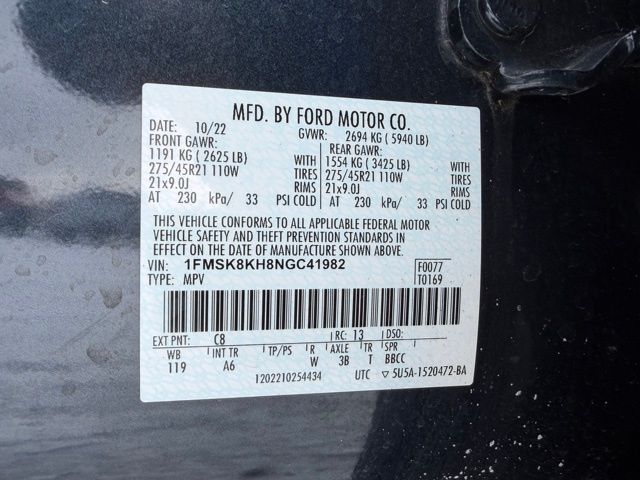 MFD. BY FORD MOTOR CO.
DATE: 10/22 GVWR: 2694 KG ( 5940 LB)
FRONT GAWR: REAR GAWR:
1191 KG ( 2625 LB) WITH 1554 KG ( 3425 LB) WITH
275/45R21 110W TIRES 275/45R21 110W TIRES
21x9.0J RIMS 21x9.0J RIMS
AT 230 kPa/ 33 PSI COLD AT 230 kPa/ 33 PSI COLD
THIS VEHICLE CONFORMS TO ALL APPLICABLE FEDERAL MOTOR
VEHICLE SAFETY AND THEFT PREVENTION STANDARDS IN
EFFECT ON THE DATE OF MANUFACTURE SHOWN ABOVE.
VIN: 1FMSK8KH8NGC41982 F0077
TYPE: MPV T0169
EXT PNT: C8 RC: 13 DSO:
WB INT TR TP/PS R AXLE TR SPR
119 A6 W 3B T BBCC
1202210254434 UTC ▽ 5U5A-1520472-BA